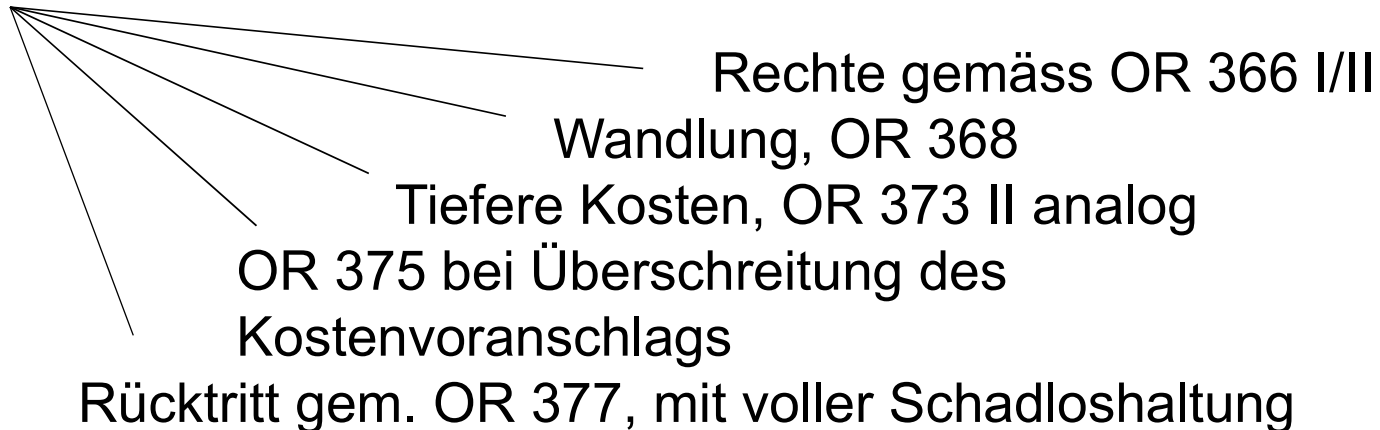 Rechte gemäss OR 366 I/II
Wandlung, OR 368
Tiefere Kosten, OR 373 II analog
OR 375 bei Überschreitung des
Kostenvoranschlags
Rücktritt gem. OR 377, mit voller Schadloshaltung